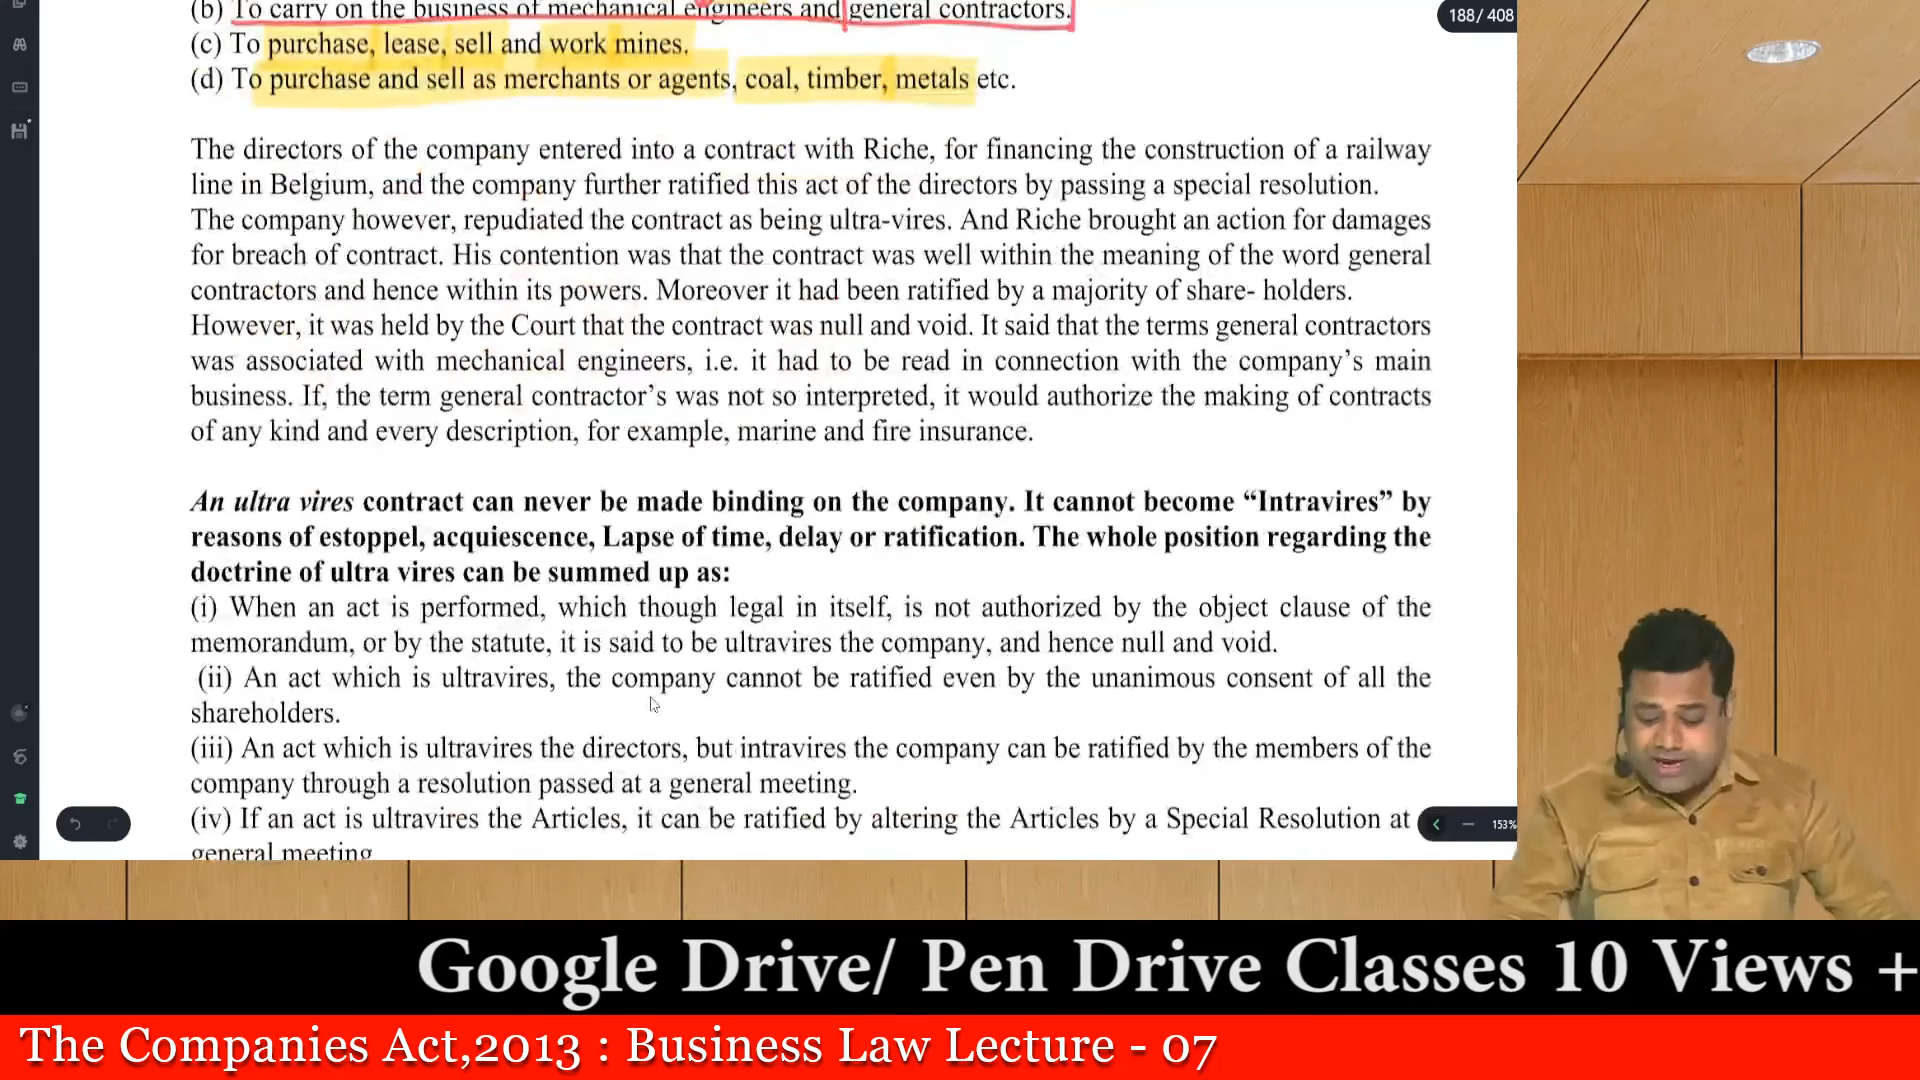 (b) To carry on the business of mechanical engineers and general contractors.
188/ 408
(c) To purchase, lease, sell and work mines.
(d) To purchase and sell as merchants or agents, coal, timber, metals etc.
The directors of the company entered into a contract with Riche, for financing the construction of a railway
line in Belgium, and the company further ratified this act of the directors by passing a special resolution.
The company however, repudiated the contract as being ultra-vires. And Riche brought an action for damages
for breach of contract. His contention was that the contract was well within the meaning of the word general
contractors and hence within its powers. Moreover it had been ratified by a majority of share- holders.
However, it was held by the Court that the contract was null and void. It said that the terms general contractors
was associated with mechanical engineers, i.e. it had to be read in connection with the company’s main
business. If, the term general contractor’s was not so interpreted, it would authorize the making of contracts
of any kind and every description, for example, marine and fire insurance.
An ultra vires contract can never be made binding on the company. It cannot become “Intravires” by
reasons of estoppel, acquiescence, Lapse of time, delay or ratification. The whole position regarding the
doctrine of ultra vires can be summed up as:
(i) When an act is performed, which though legal in itself, is not authorized by the object clause of the
memorandum, or by the statute, it is said to be ultravires the company, and hence null and void.
(ii) An act which is ultravires, the company cannot be ratified even by the unanimous consent of all the
shareholders.
(iii) An act which is ultravires the directors, but intravires the company can be ratified by the members of the
company through a resolution passed at a general meeting.
(iv) If an act is ultravires the Articles, it can be ratified by altering the Articles by a Special Resolution at
153%
general meeting
Google Drive/ Pen Drive Classes 10 Views +
The Companies Act,2013 : Business Law Lecture - 07